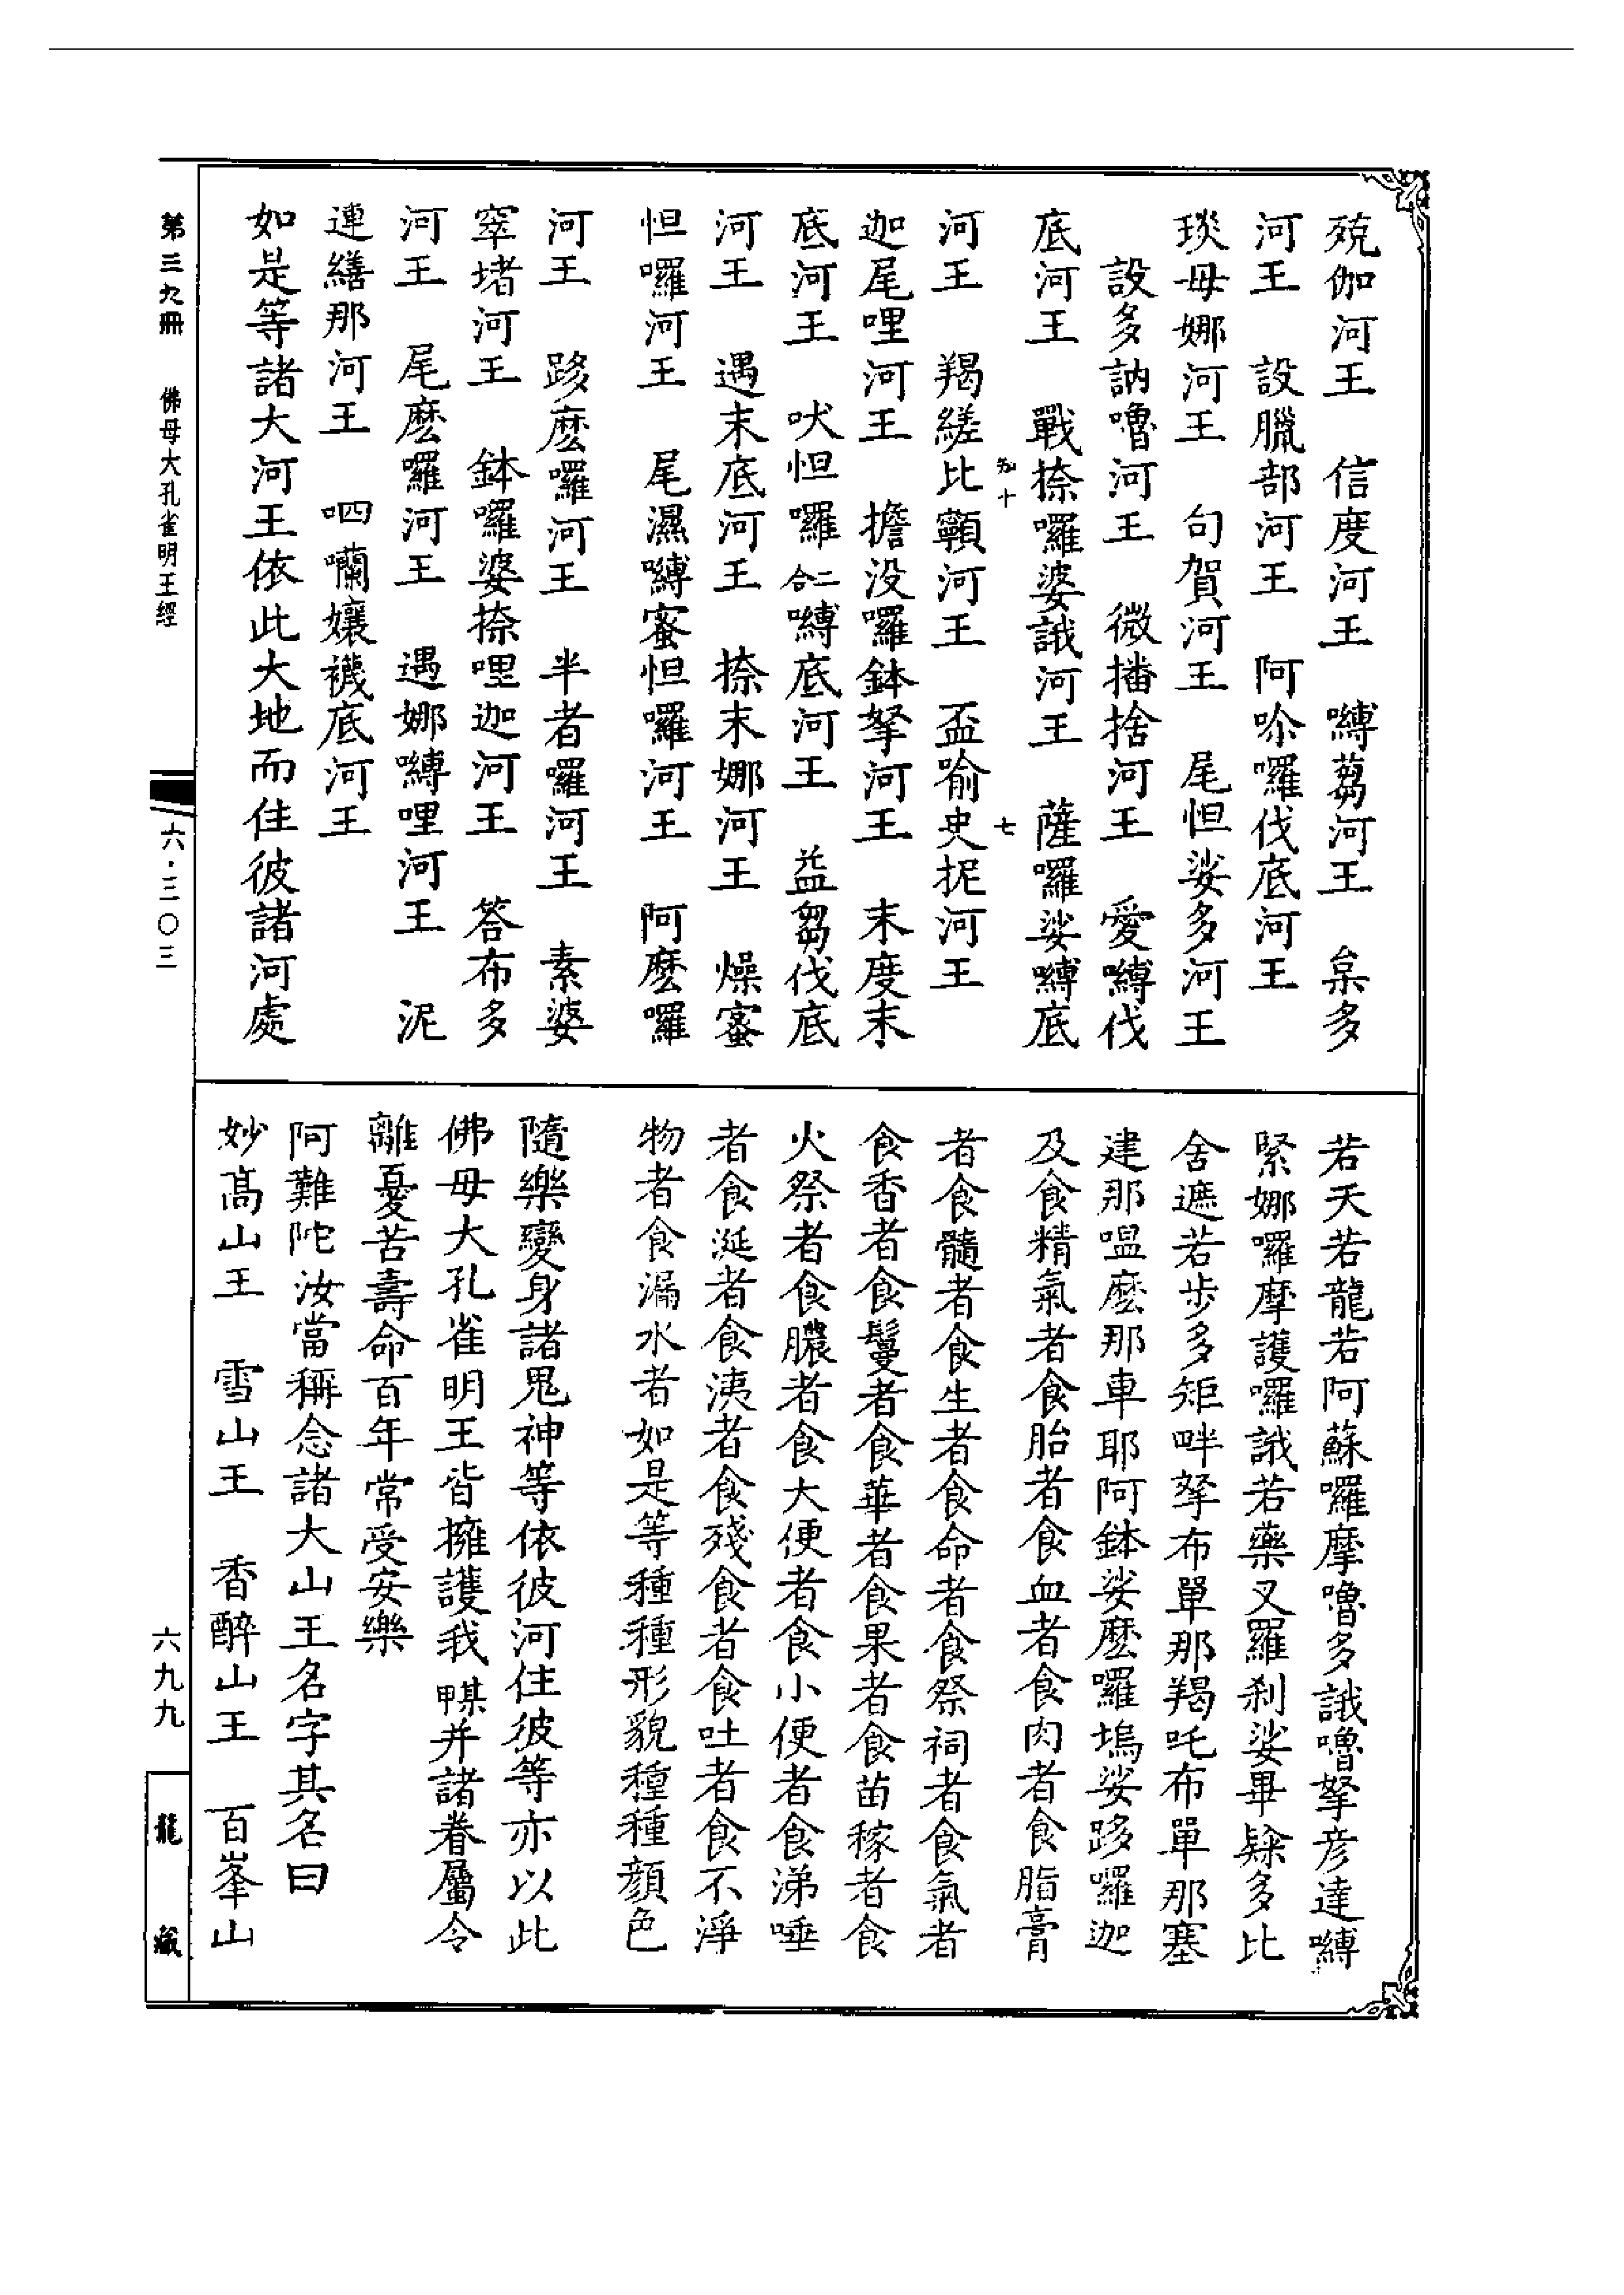 殑伽河王　信度河王　嚩芻河王　枲多
河王　設臘部河王　阿㖿囉伐底河王
琰母娜河王　句賀河王　尾怛娑多河王
設多訥嚕河王　微播捨河王　愛嚩伐
底河王　戰捺囉婆誐河王　薩囉娑嚩底
河王　羯縒比顊河王　盃喻史抳河王
迦尾哩河王　擔没囉鉢拏河王　末度末
底河王　吠怛囉二合嚩底河王　益芻伐底
河王　遇末底河王　捺末娜河王　燥蜜
怛囉河王　尾濕嚩蜜怛囉河王　阿麽囉
河王　跢麽囉河王　半者囉河王　素婆
窣堵河王　鉢囉婆捺哩迦河王　答布多
河王　尾麽囉河王　遇娜嚩哩河王　泥
連繕那河王　呬囒孃襪底河王
如是等諸大河王依此大地而住彼諸河處
若天若龍若阿蘇囉摩嚕多誐嚕拏彦達嚩
緊娜囉摩護囉誐若藥叉羅刹娑畢㘑多比
舍遮若步多矩畔拏布單那羯吒布單那塞
建那嗢麽那車耶阿鉢娑麽囉塢娑跢囉迦
及食精氣者食胎者食血者食肉者食脂膏
者食髓者食生者食命者食祭祠者食氣者
食香者食鬘者食華者食果者食苗稼者食
火祭者食膿者食大便者食小便者食涕唾
者食涎者食洟者食殘食者食吐者食不淨
物者食漏水者如是等種種形貌種種顔色
隨樂變身諸鬼神等依彼河住彼等亦以此
佛母大孔雀明王皆擁護我某甲并諸眷屬令
離憂苦壽命百年常受安樂
阿難陀汝當稱念諸大山王名字其名曰
妙高山王　雪山王　香醉山王　百峯山
第三九冊　佛母大孔雀明王經
六·三〇三
六九九
龍藏